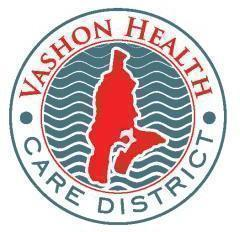 VASHON HEALTH
• CARE DISTRICT •